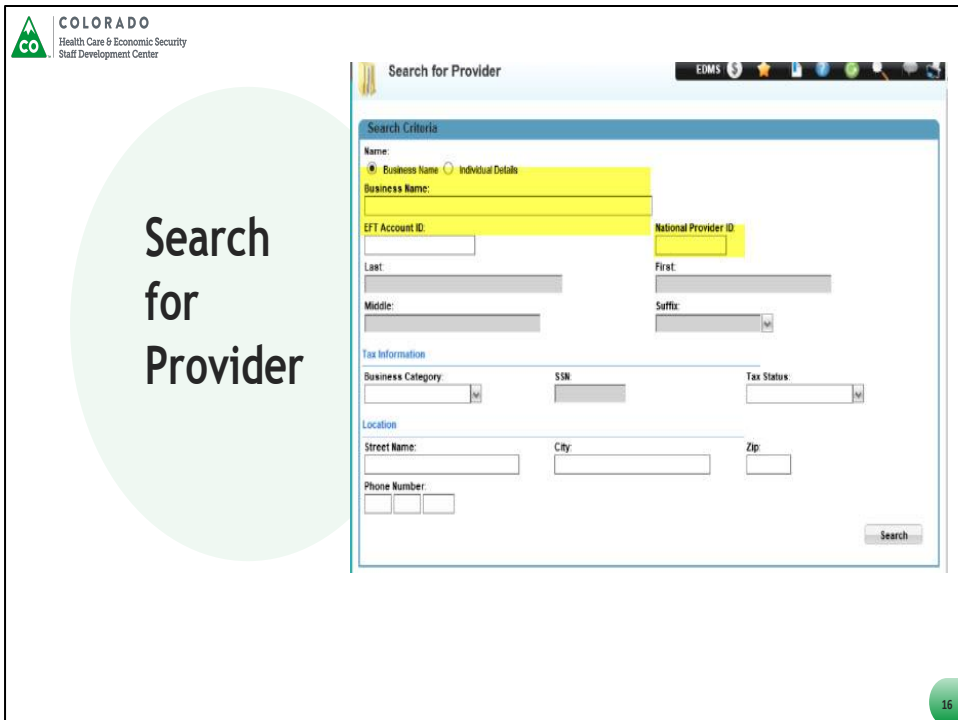 COLORADO
Health Care & Economic Security
Staff Development Center
CO
Search
for
Provider
Search for Provider
EDMS
Search Criteria
Name:
Business Name Individual Details
Business Name:
EFT Account ID: National Provider ID:
Last: First:
Middle: Suffix:
Tax Information
Business Category: SSN: Tax Status:
Location
Street Name: City: Zip:
Phone Number:
Search
16